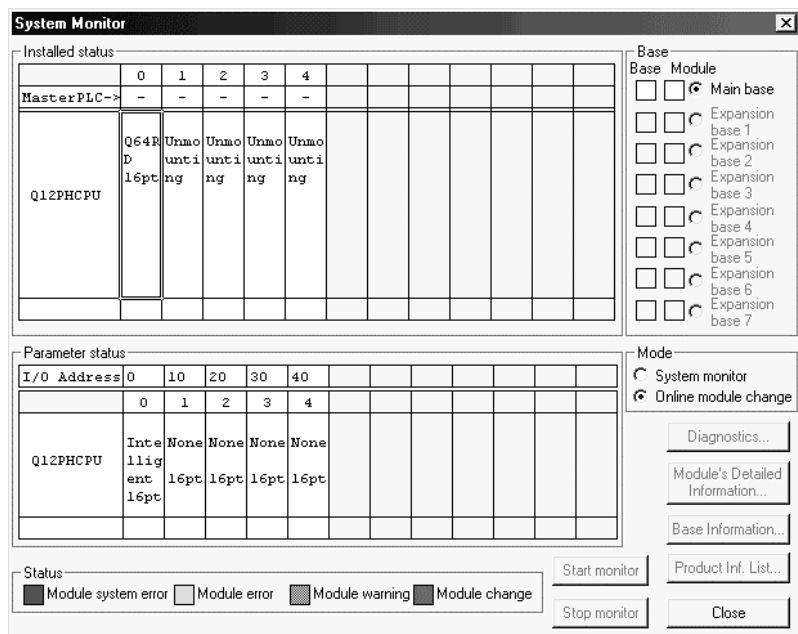 System Monitor
Installed status
0 1 2 3 4
MasterPLC-> - - - - -
Q12PHCPU
Q64R
D
16pt
Unmo
unti
ng
Unmo
unti
ng
Unmo
unti
ng
Unmo
unti
ng
Base
Base Module
Main base
Expansion
base 1
Expansion
base 2
Expansion
base 3
Expansion
base 4
Expansion
base 5
Expansion
base 6
Expansion
base 7
Parameter status
I/O Address 0 10 20 30 40
0 1 2 3 4
Q12PHCPU
Inte
llig
ent
16pt
None
16pt
None
16pt
None
16pt
None
16pt
Mode
System monitor
Online module change
Diagnostics...
Module's Detailed
Information...
Base Information...
Product Inf. List...
Status
Module system error Module error Module warning Module change
Start monitor
Stop monitor
Close